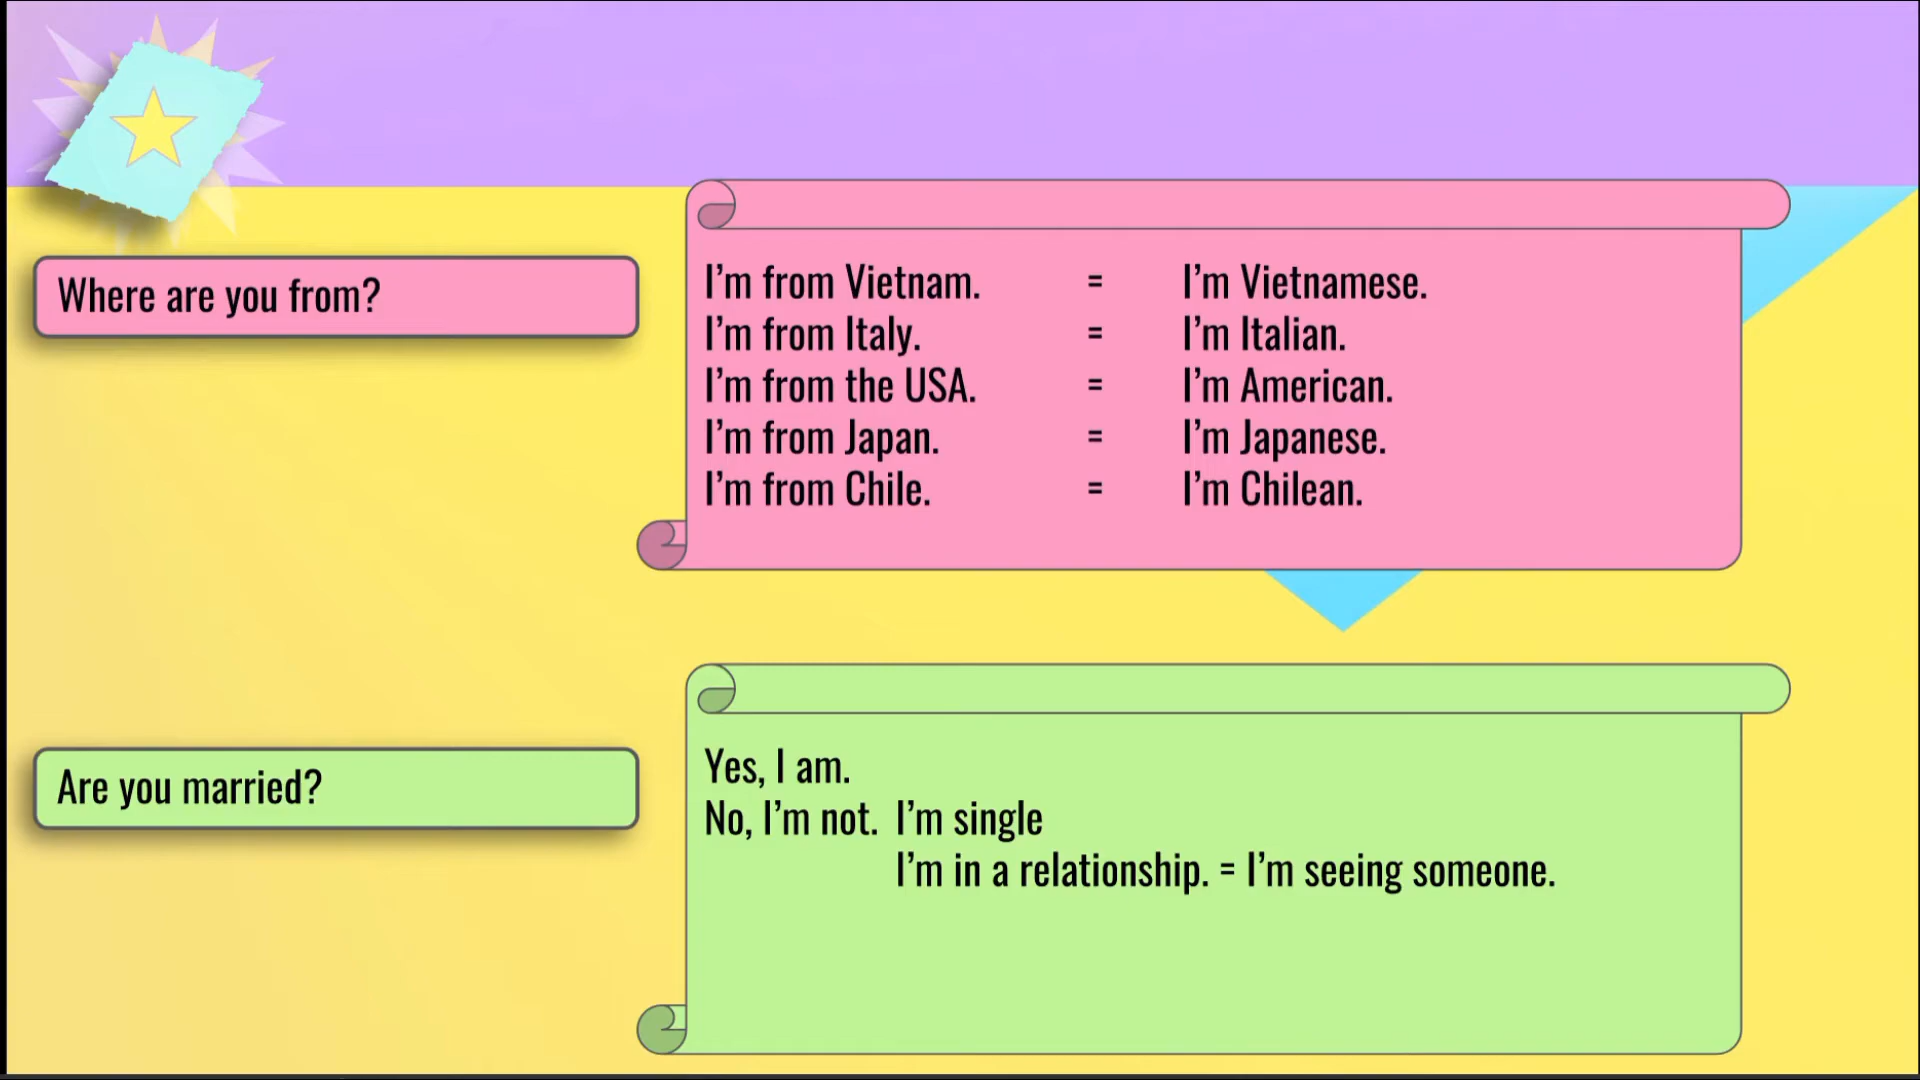 Where are you from?
I'm from Vietnam. = I'm Vietnamese.
I'm from Italy. = I'm Italian.
I'm from the USA. = I'm American.
I'm from Japan. = I'm Japanese.
I'm from Chile. = I'm Chilean.
Are you married?
Yes, I am.
No, I'm not. I'm single
I'm in a relationship. = I'm seeing someone.